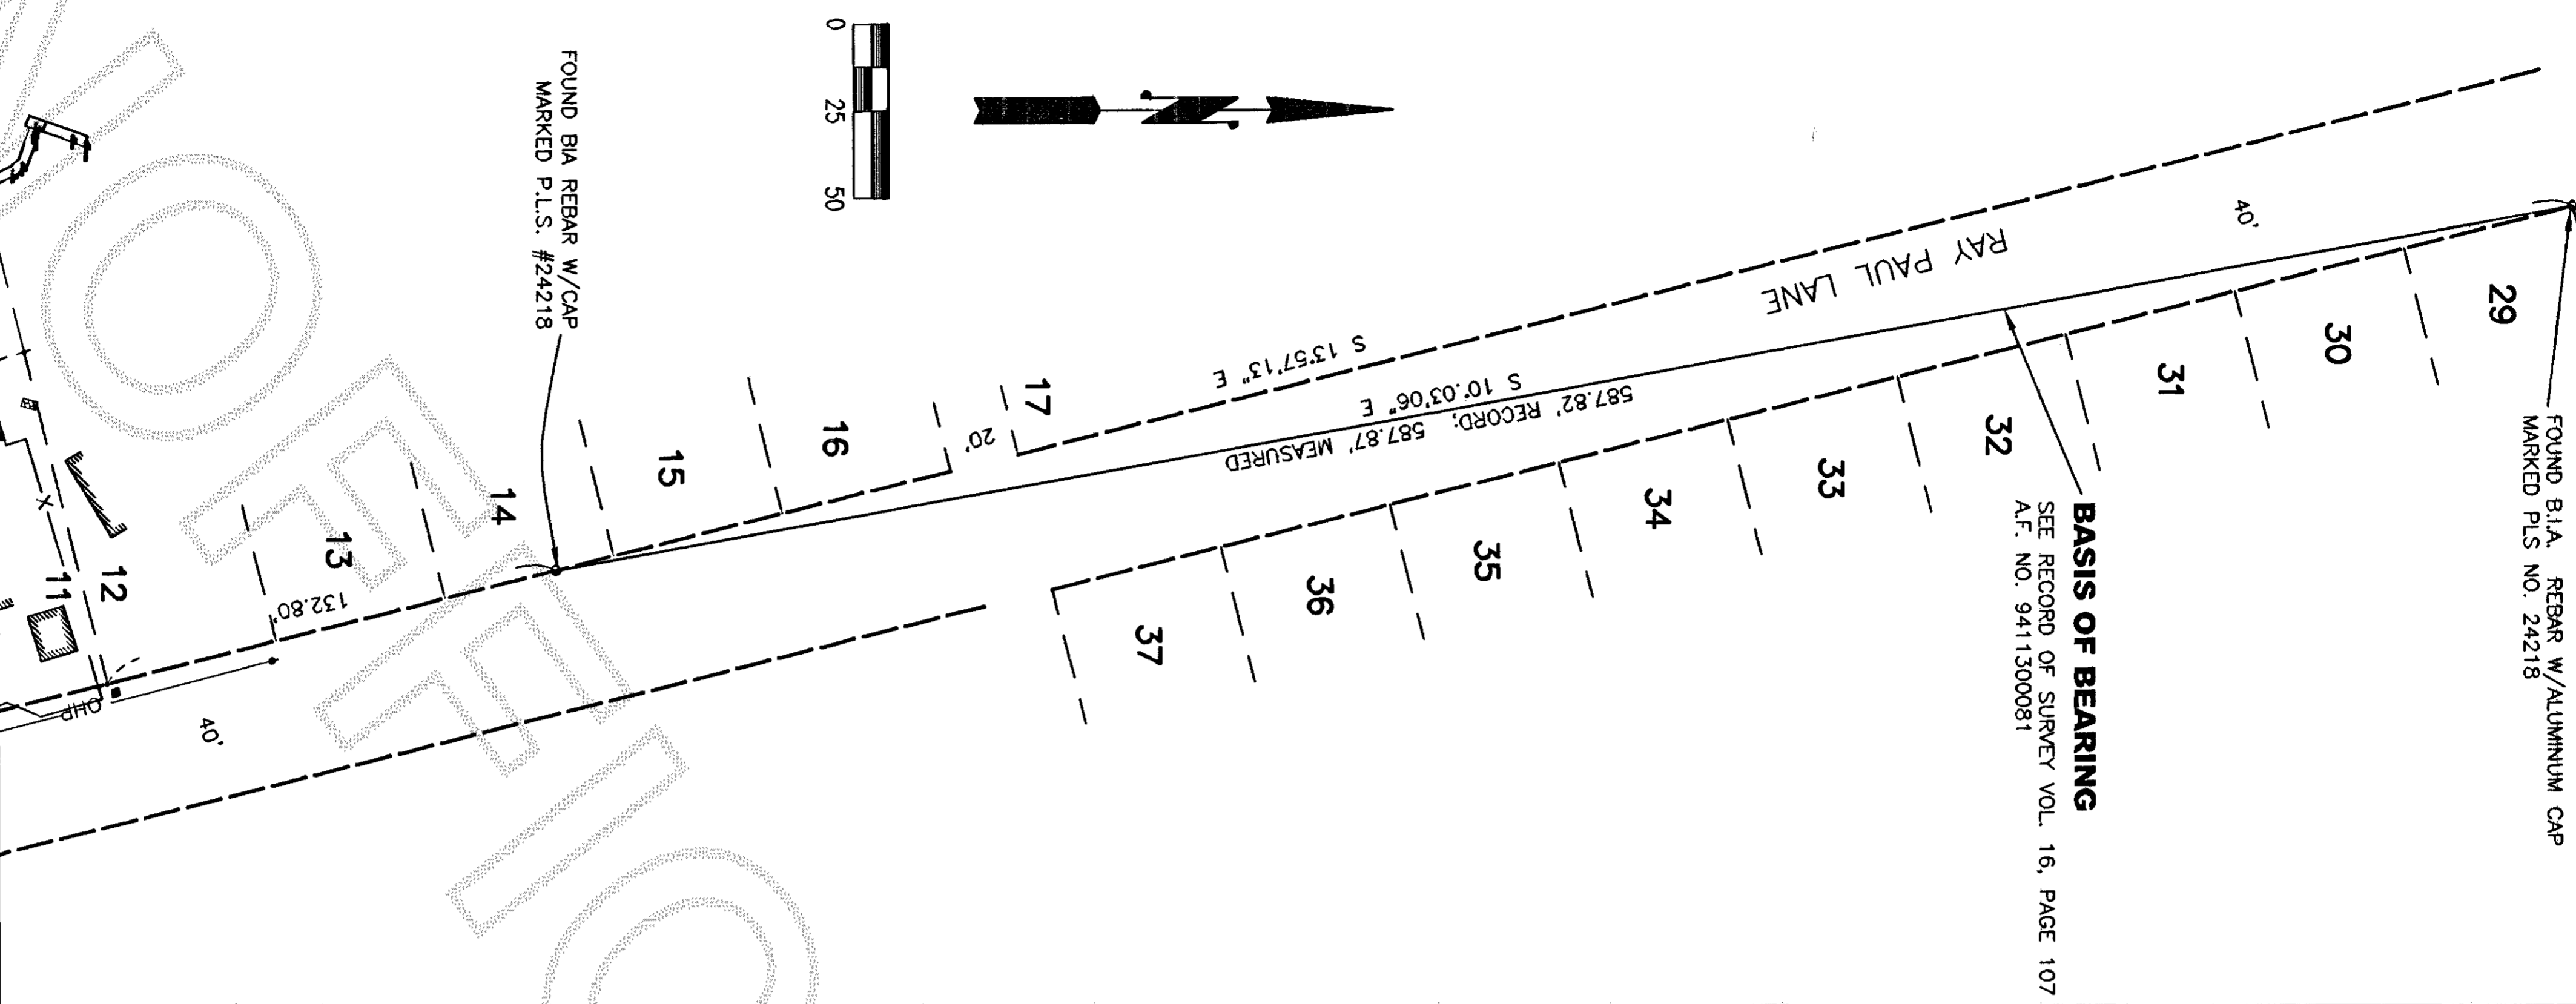 FOUND B.I.A. REBAR W/ALUMINUM CAP
MARKED PLS NO. 24218
29
30
31
32
33
34
35
36
37
40'
RAY PAUL LANE
BASIS OF BEARING
SEE RECORD OF SURVEY VOL. 16, PAGE 107
A.F. NO. 9411300081
S 13°57'13" E
S 10°.03'06" E
587.82' RECORD; 587.87' MEASURED
17
20'
16
15
14
13
12
11
0 25 50
N
FOUND BIA REBAR W/CAP
MARKED P.L.S. #24218
132.80'
OHP
40'
X